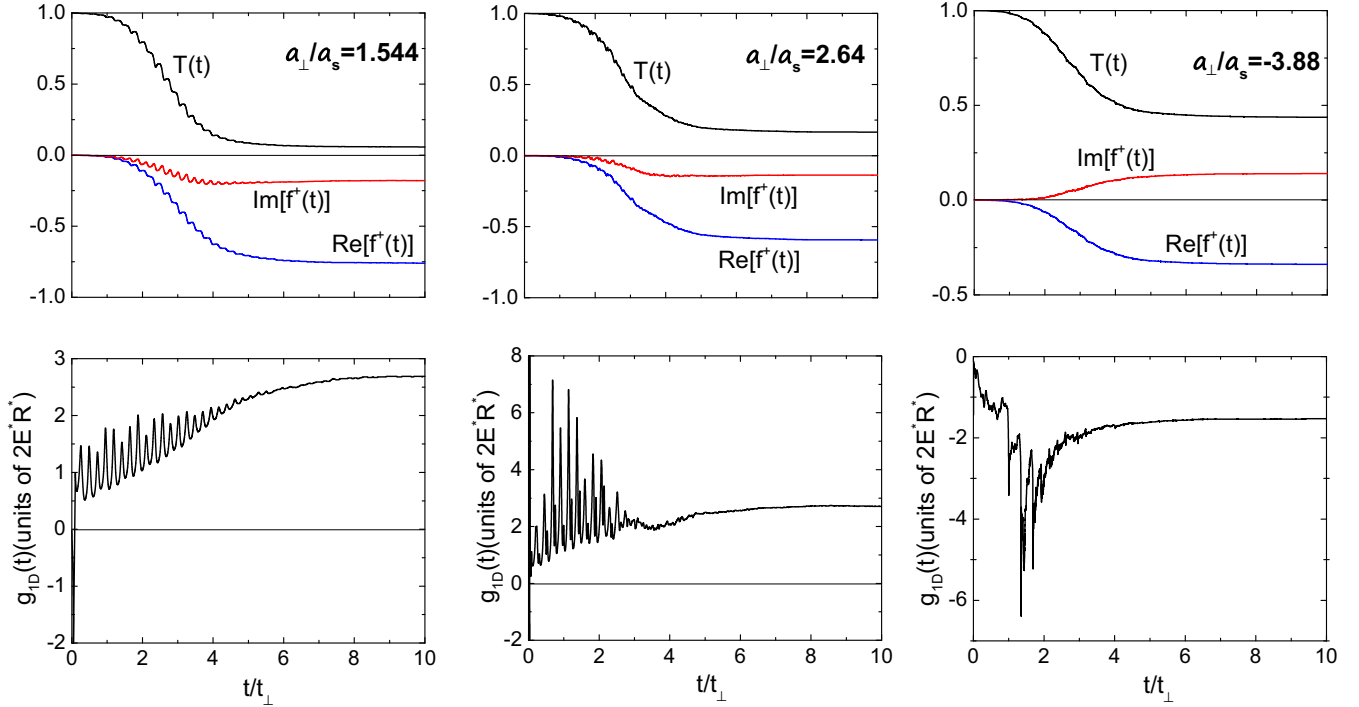 1.0
0.5
0.0
-0.5
-1.0
T(t)
a⊥/as=1.544
Im[f+(t)]
Re[f+(t)]
1.0
0.5
0.0
-0.5
-1.0
T(t)
a⊥/as=2.64
Im[f+(t)]
Re[f+(t)]
1.0
0.5
0.0
-0.5
T(t)
a⊥/as=-3.88
Im[f+(t)]
Re[f+(t)]
g1D(t)(units of 2E*R*)
3
2
1
0
-1
-2
0 2 4 6 8 10
t/t⊥
g1D(t)(units of 2E*R*)
8
6
4
2
0
-2
0 2 4 6 8 10
t/t⊥
g1D(t)(units of 2E*R*)
0
-2
-4
-6
0 2 4 6 8 10
t/t⊥